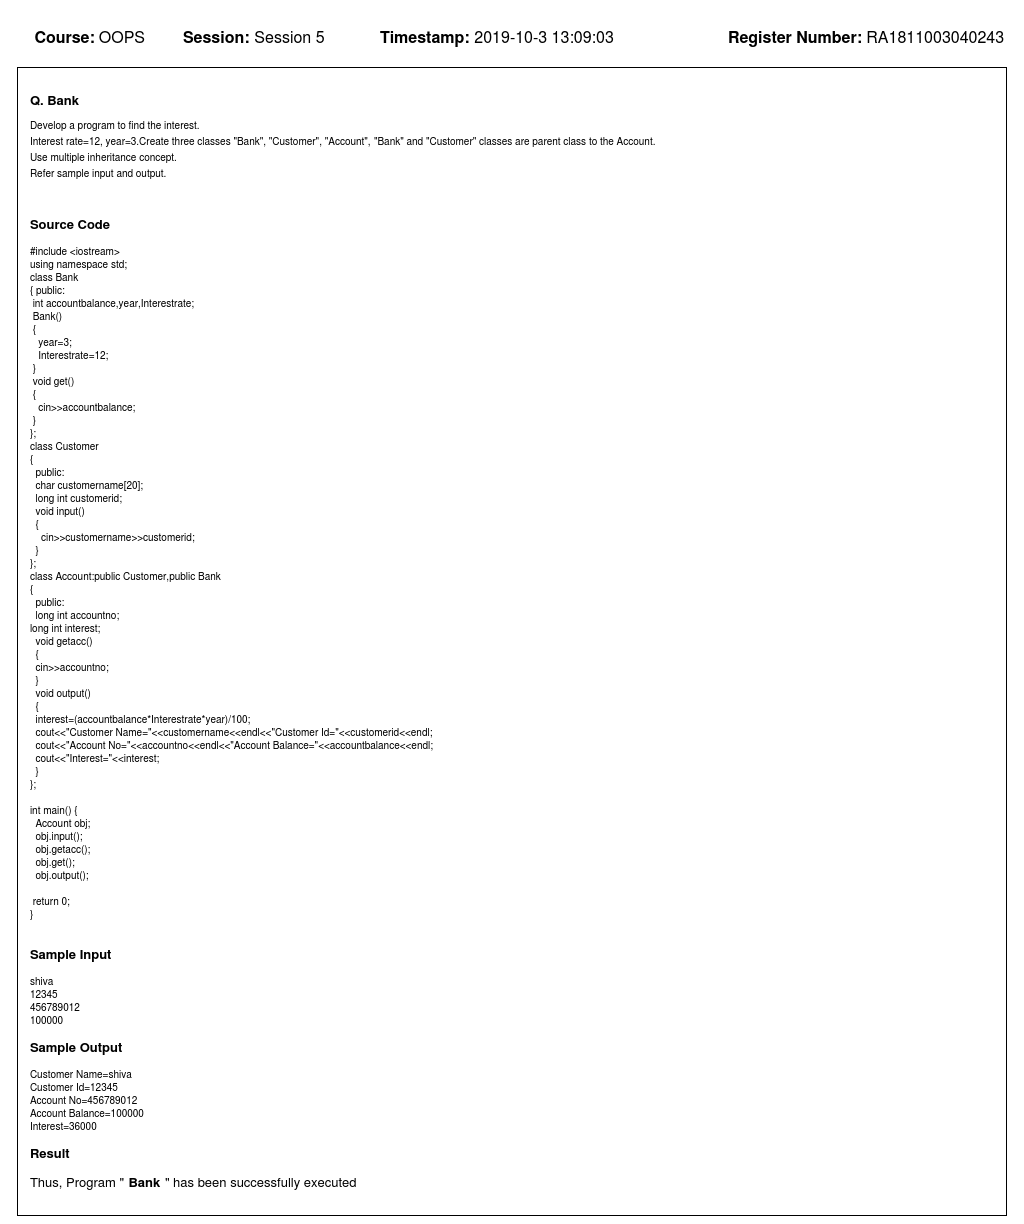 Course: OOPS Session: Session 5 Timestamp: 2019-10-3 13:09:03 Register Number: RA1811003040243
Q. Bank
Develop a program to find the interest.
Interest rate=12, year=3.Create three classes "Bank", "Customer", "Account", "Bank" and "Customer" classes are parent class to the Account.
Use multiple inheritance concept.
Refer sample input and output.
Source Code
#include <iostream>
using namespace std;
class Bank
{ public:
int accountbalance,year,Interestrate;
Bank()
{
year=3;
Interestrate=12;
}
void get()
{
cin>>accountbalance;
}
};
class Customer
{
public:
char customername[20];
long int customerid;
void input()
{
cin>>customername>>customerid;
}
};
class Account:public Customer,public Bank
{
public:
long int accountno;
long int interest;
void getacc()
{
cin>>accountno;
}
void output()
{
interest=(accountbalance*Interestrate*year)/100;
cout<<"Customer Name="<<customername<<endl<<"Customer Id="<<customerid<<endl;
cout<<"Account No="<<accountno<<endl<<"Account Balance="<<accountbalance<<endl;
cout<<"Interest="<<interest;
}
};
int main() {
Account obj;
obj.input();
obj.getacc();
obj.get();
obj.output();
return 0;
}
Sample Input
shiva
12345
456789012
100000
Sample Output
Customer Name=shiva
Customer Id=12345
Account No=456789012
Account Balance=100000
Interest=36000
Result
Thus, Program " Bank " has been successfully executed